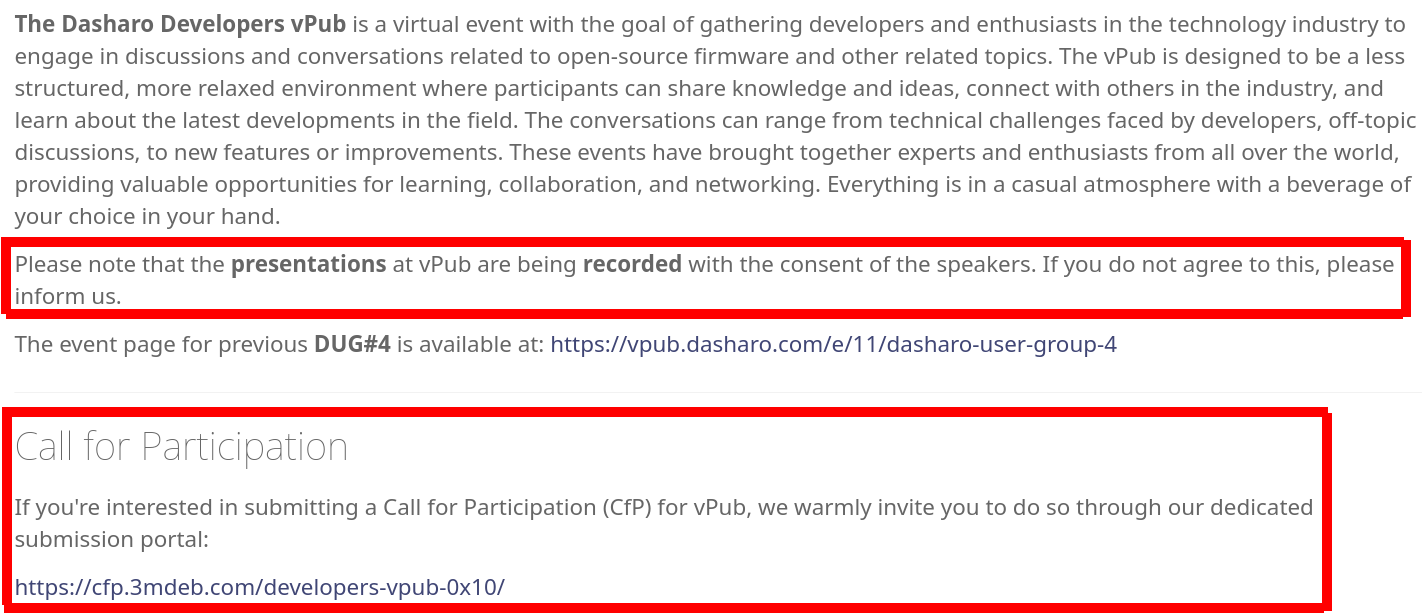 The Dasharo Developers vPub is a virtual event with the goal of gathering developers and enthusiasts in the technology industry to
engage in discussions and conversations related to open-source firmware and other related topics. The vPub is designed to be a less
structured, more relaxed environment where participants can share knowledge and ideas, connect with others in the industry, and
learn about the latest developments in the field. The conversations can range from technical challenges faced by developers, off-topic
discussions, to new features or improvements. These events have brought together experts and enthusiasts from all over the world,
providing valuable opportunities for learning, collaboration, and networking. Everything is in a casual atmosphere with a beverage of
your choice in your hand.
Please note that the presentations at vPub are being recorded with the consent of the speakers. If you do not agree to this, please
inform us.
The event page for previous DUG#4 is available at: https://vpub.dasharo.com/e/11/dasharo-user-group-4
Call for Participation
If you're interested in submitting a Call for Participation (CfP) for vPub, we warmly invite you to do so through our dedicated
submission portal:
https://cfp.3mdeb.com/developers-vpub-0x10/